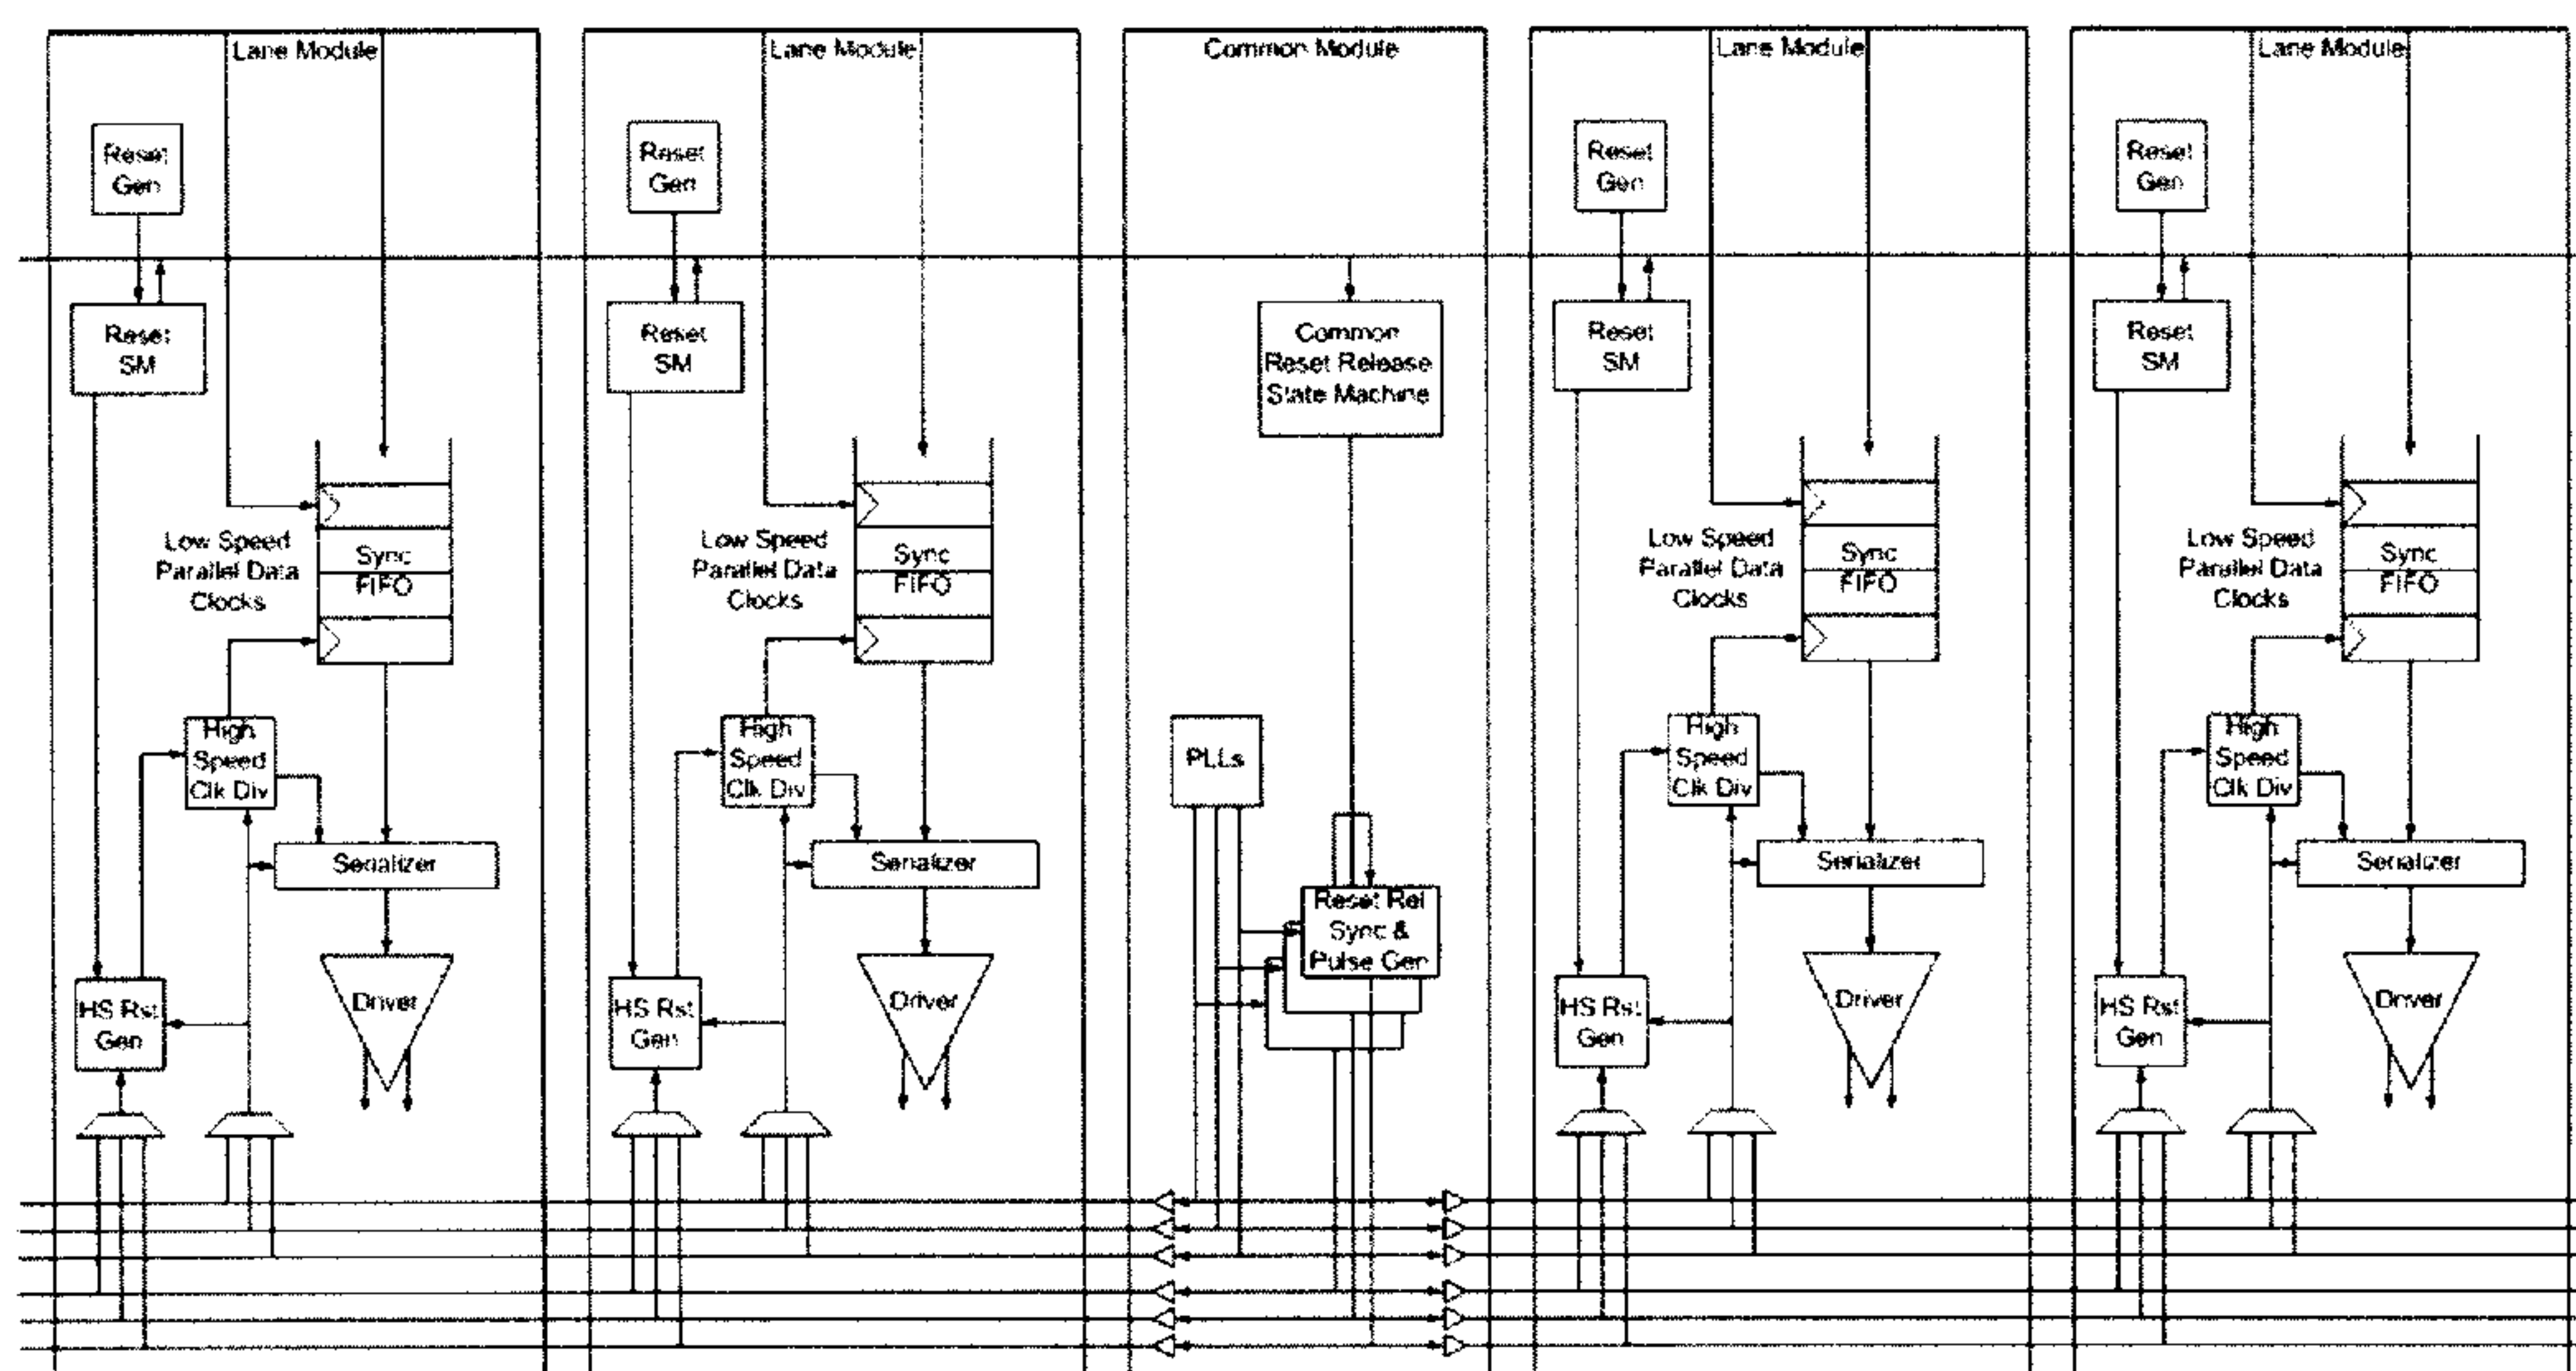 Lane Module
Reset
Gen
Reset
SM
Low Speed
Parallel Data
Clocks
Sync
FIFO
High
Speed
Clk Div
Serializer
HS Rst
Gen
Driver
Lane Module
Reset
Gen
Reset
SM
Low Speed
Parallel Data
Clocks
Sync
FIFO
High
Speed
Clk Div
Serializer
HS Rst
Gen
Driver
Common Module
Common
Reset Release
State Machine
PLLs
Reset Rel
Sync &
Pulse Gen
Lane Module
Reset
Gen
Reset
SM
Low Speed
Parallel Data
Clocks
Sync
FIFO
High
Speed
Clk Div
Serializer
HS Rst
Gen
Driver
Lane Module
Reset
Gen
Reset
SM
Low Speed
Parallel Data
Clocks
Sync
FIFO
High
Speed
Clk Div
Serializer
HS Rst
Gen
Driver